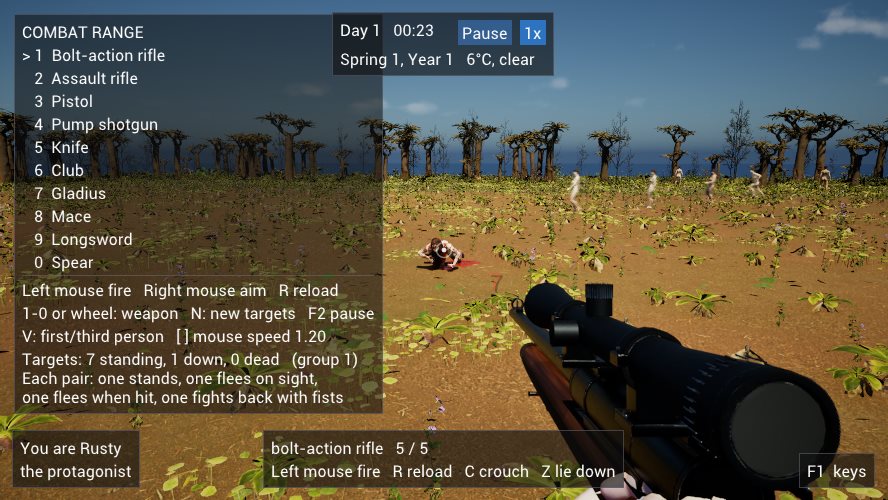 COMBAT RANGE
> 1 Bolt-action rifle
2 Assault rifle
3 Pistol
4 Pump shotgun
5 Knife
6 Club
7 Gladius
8 Mace
9 Longsword
0 Spear
Left mouse fire Right mouse aim R reload
1-0 or wheel: weapon N: new targets F2 pause
V: first/third person [ ] mouse speed 1.20
Targets: 7 standing, 1 down, 0 dead (group 1)
Each pair: one stands, one flees on sight,
one flees when hit, one fights back with fists
Day 1 00:23 Pause 1x
Spring 1, Year 1 6°C, clear
7
You are Rusty
the protagonist
bolt-action rifle 5 / 5
Left mouse fire R reload C crouch Z lie down
F1 keys